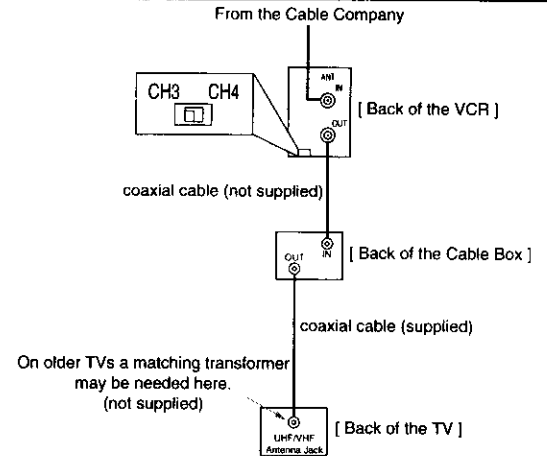 From the Cable Company
ANT
IN
CH3 CH4
[ Back of the VCR ]
OUT
coaxial cable (not supplied)
IN
OUT
[ Back of the Cable Box ]
coaxial cable (supplied)
On older TVs a matching transformer
may be needed here.
(not supplied)
[ Back of the TV ]
UHF/VHF
Antenna Jack